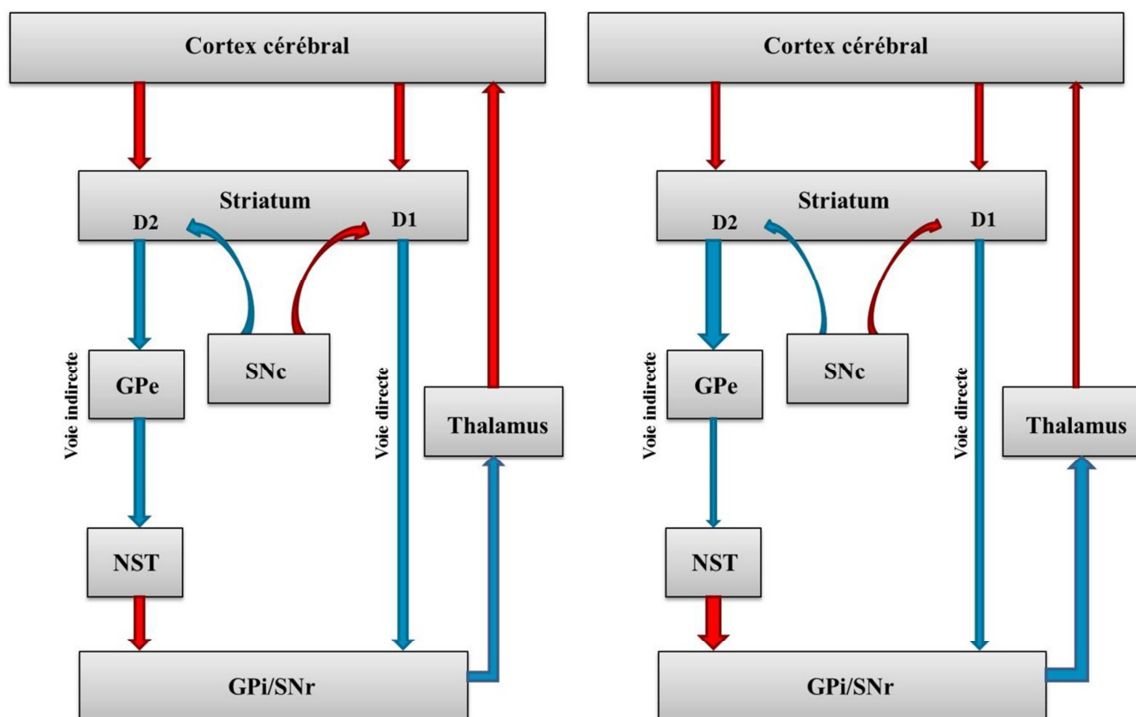 Cortex cérébral
Striatum
D2
D1
SNc
GPe
Voie indirecte
Voie directe
Thalamus
NST
GPi/SNr
Cortex cérébral
Striatum
D2
D1
SNc
GPe
Voie indirecte
Voie directe
Thalamus
NST
GPi/SNr